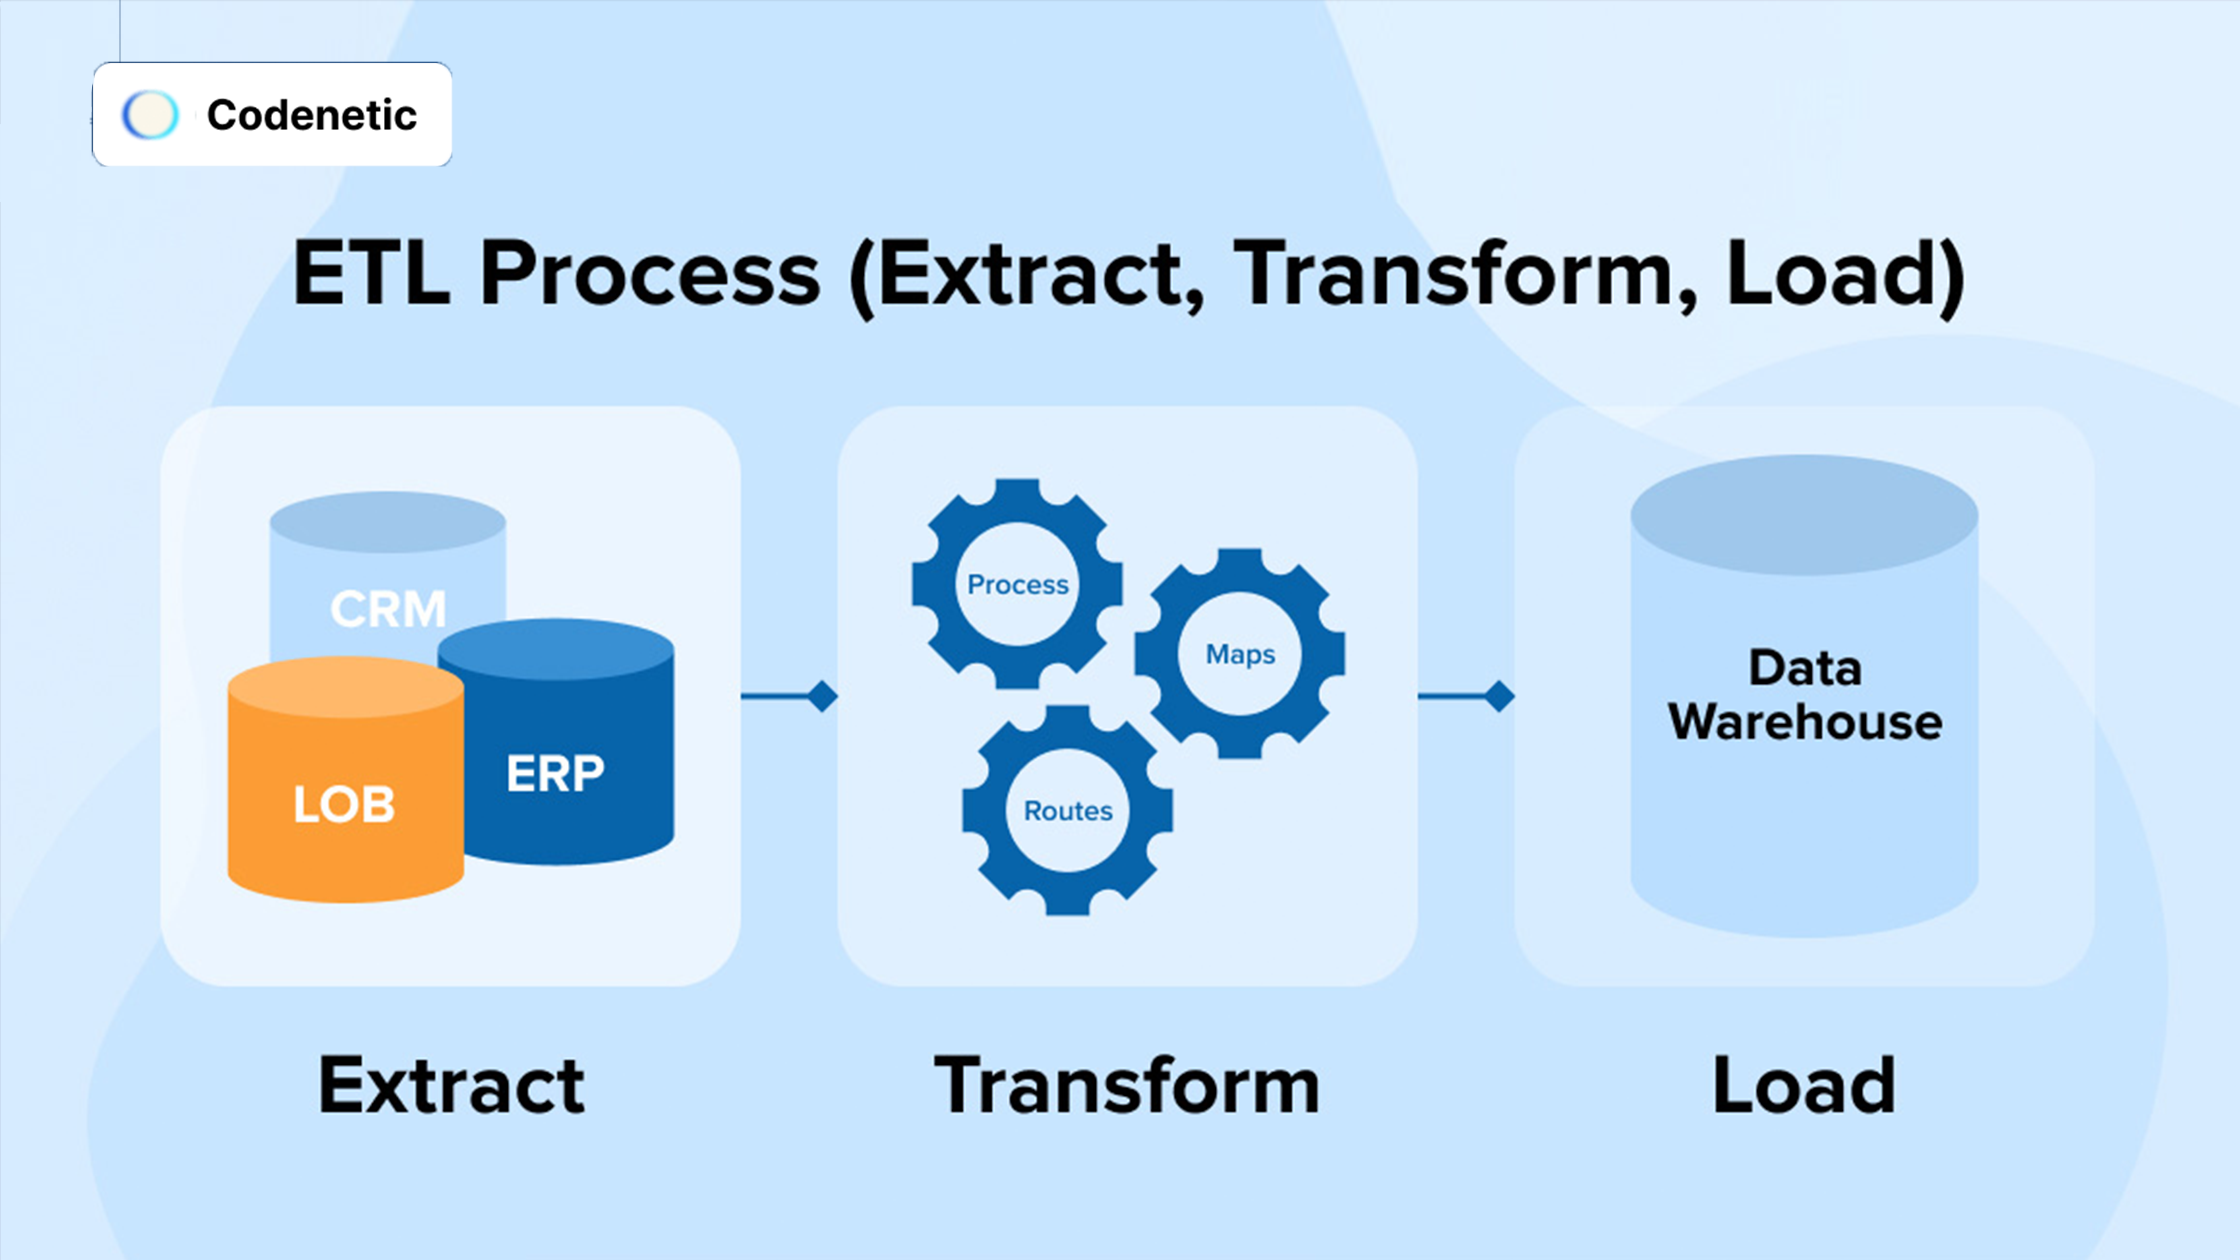 Codenetic
ETL Process (Extract, Transform, Load)
CRM
LOB
ERP
Process
Maps
Routes
Data
Warehouse
Extract
Transform
Load